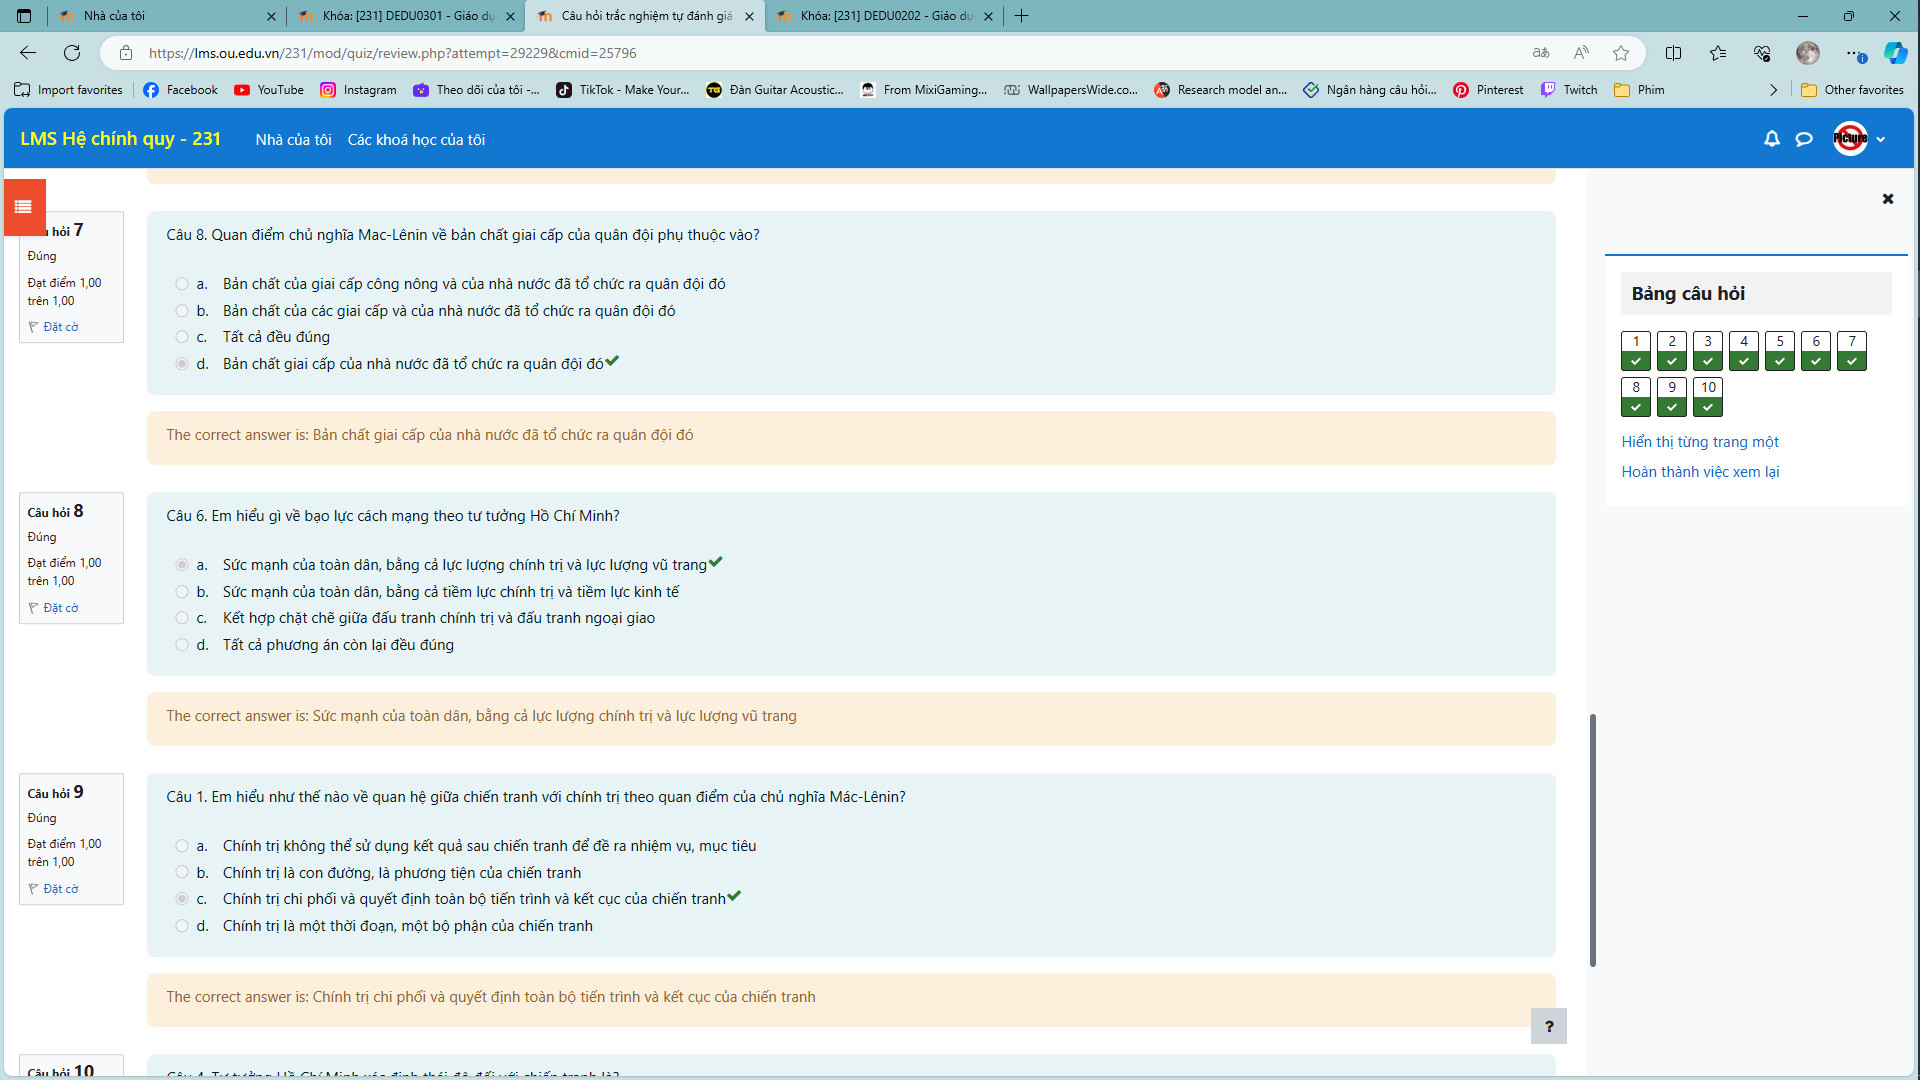 Nhà của tôi
Khóa: [231] DEDU0301 - Giáo dụ
Câu hỏi trắc nghiệm tự đánh giá
Khóa: [231] DEDU0202 - Giáo dụ
https://lms.ou.edu.vn/231/mod/quiz/review.php?attempt=29229&cmid=25796
Import favorites
Facebook
YouTube
Instagram
Theo dõi của tôi -...
TikTok - Make Your...
Đàn Guitar Acoustic...
From MixiGaming...
WallpapersWide.co...
Research model an...
Ngân hàng câu hỏi...
Pinterest
Twitch
Phim
Other favorites
LMS Hệ chính quy - 231
Nhà của tôi
Các khoá học của tôi
Picture
hỏi 7
Đúng
Đạt điểm 1,00
trên 1,00
Đặt cờ
Câu 8. Quan điểm chủ nghĩa Mac-Lênin về bản chất giai cấp của quân đội phụ thuộc vào?
a. Bản chất của giai cấp công nông và của nhà nước đã tổ chức ra quân đội đó
b. Bản chất của các giai cấp và của nhà nước đã tổ chức ra quân đội đó
c. Tất cả đều đúng
d. Bản chất giai cấp của nhà nước đã tổ chức ra quân đội đó
The correct answer is: Bản chất giai cấp của nhà nước đã tổ chức ra quân đội đó
Câu hỏi 8
Đúng
Đạt điểm 1,00
trên 1,00
Đặt cờ
Câu 6. Em hiểu gì về bạo lực cách mạng theo tư tưởng Hồ Chí Minh?
a. Sức mạnh của toàn dân, bằng cả lực lượng chính trị và lực lượng vũ trang
b. Sức mạnh của toàn dân, bằng cả tiềm lực chính trị và tiềm lực kinh tế
c. Kết hợp chặt chẽ giữa đấu tranh chính trị và đấu tranh ngoại giao
d. Tất cả phương án còn lại đều đúng
The correct answer is: Sức mạnh của toàn dân, bằng cả lực lượng chính trị và lực lượng vũ trang
Câu hỏi 9
Đúng
Đạt điểm 1,00
trên 1,00
Đặt cờ
Câu 1. Em hiểu như thế nào về quan hệ giữa chiến tranh với chính trị theo quan điểm của chủ nghĩa Mác-Lênin?
a. Chính trị không thể sử dụng kết quả sau chiến tranh để đề ra nhiệm vụ, mục tiêu
b. Chính trị là con đường, là phương tiện của chiến tranh
c. Chính trị chi phối và quyết định toàn bộ tiến trình và kết cục của chiến tranh
d. Chính trị là một thời đoạn, một bộ phận của chiến tranh
The correct answer is: Chính trị chi phối và quyết định toàn bộ tiến trình và kết cục của chiến tranh
Câu hỏi 10
Câu 4. Tư tưởng Hồ Chí Minh xác định thái độ đối với chiến tranh là?
Bảng câu hỏi
1 2 3 4 5 6 7
8 9 10
Hiển thị từng trang một
Hoàn thành việc xem lại
?